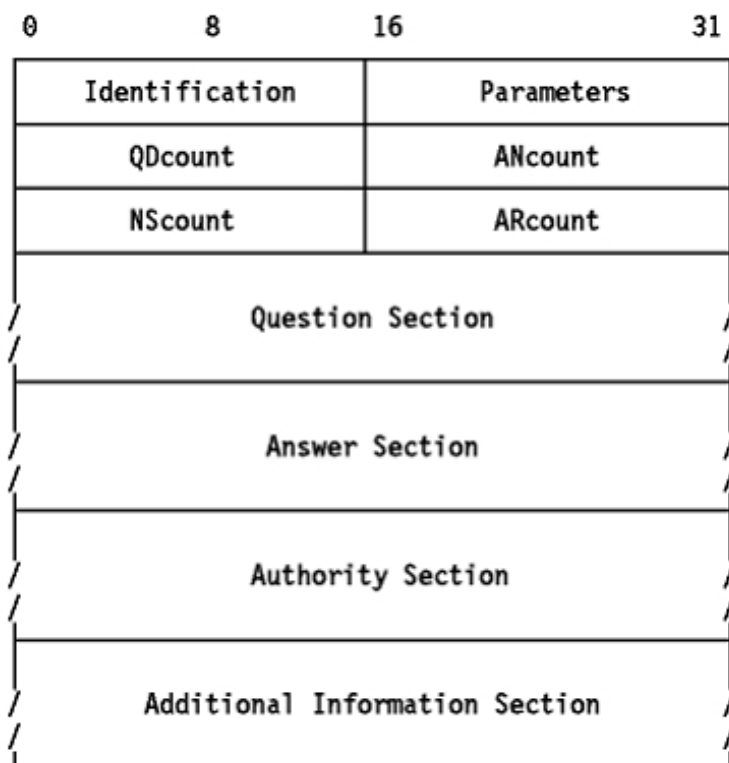 0 8 16 31
Identification Parameters
QDcount ANcount
NScount ARcount
Question Section
Answer Section
Authority Section
Additional Information Section